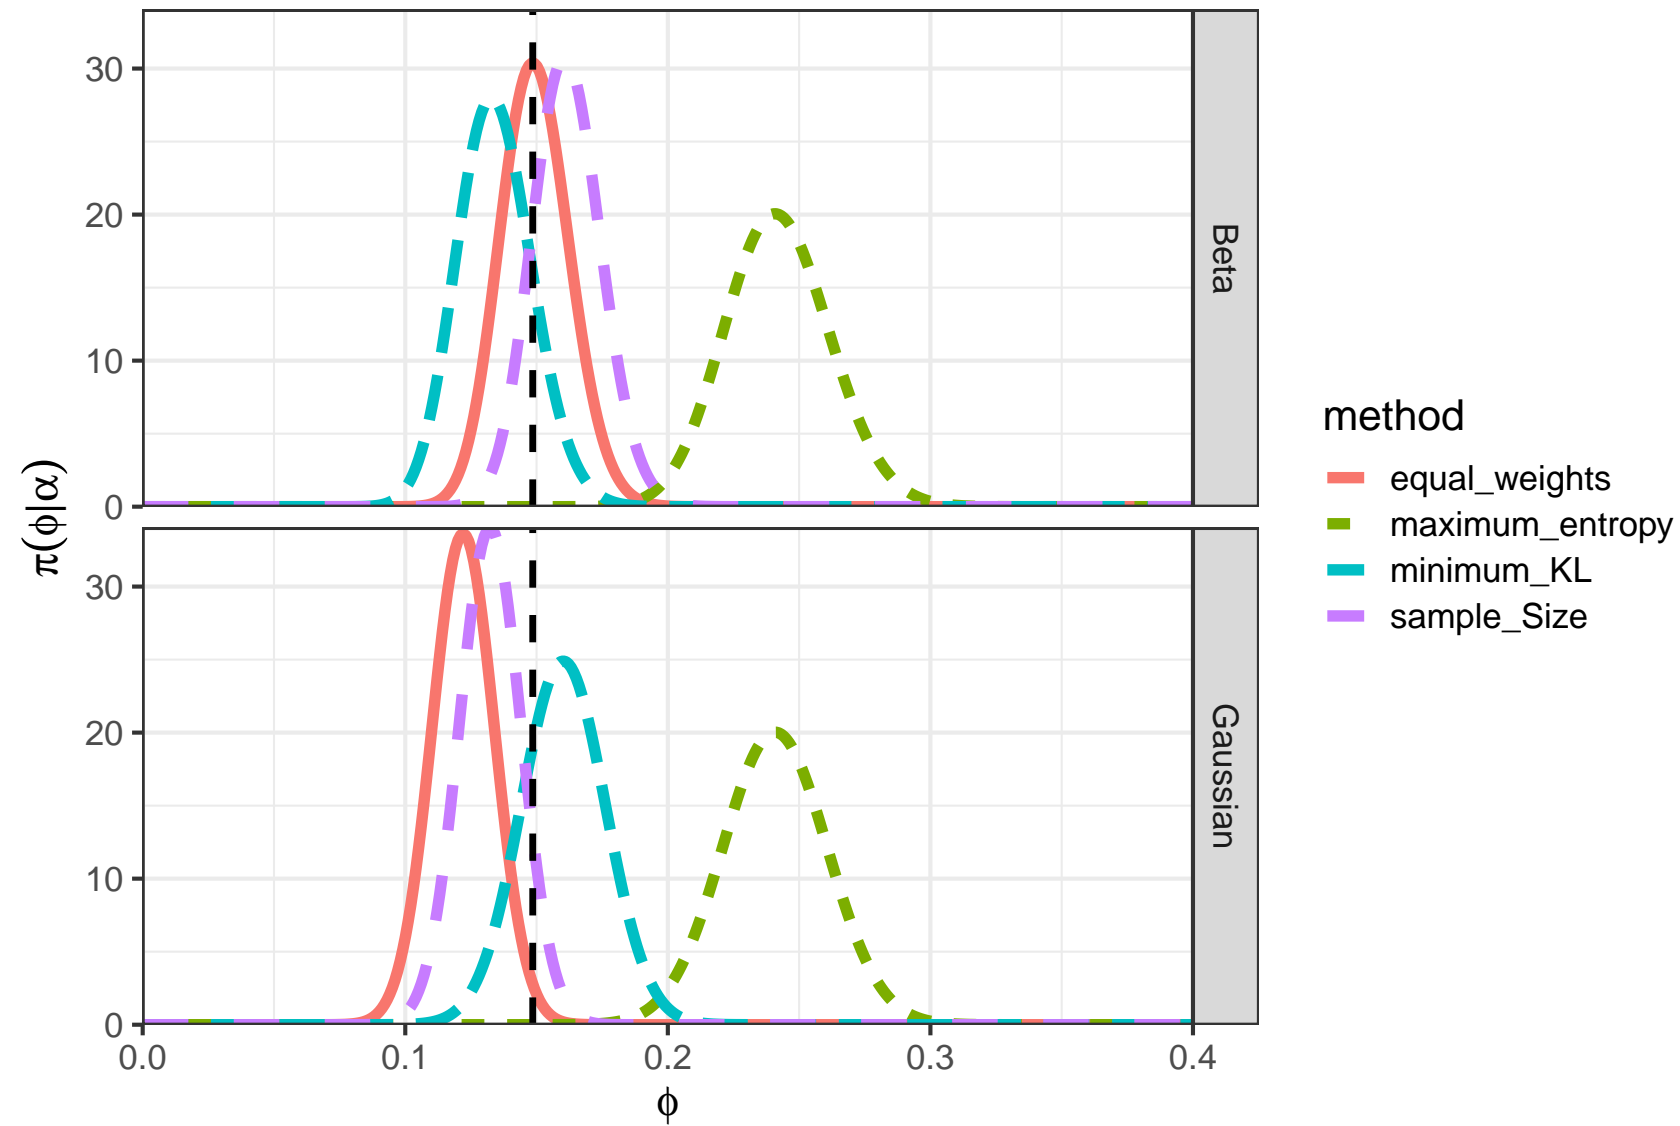 30
20
10
0
Beta
30
20
10
0
Gaussian
0.0 0.1 0.2 0.3 0.4
ϕ
π(ϕ|α)
method
equal_weights
maximum_entropy
minimum_KL
sample_Size